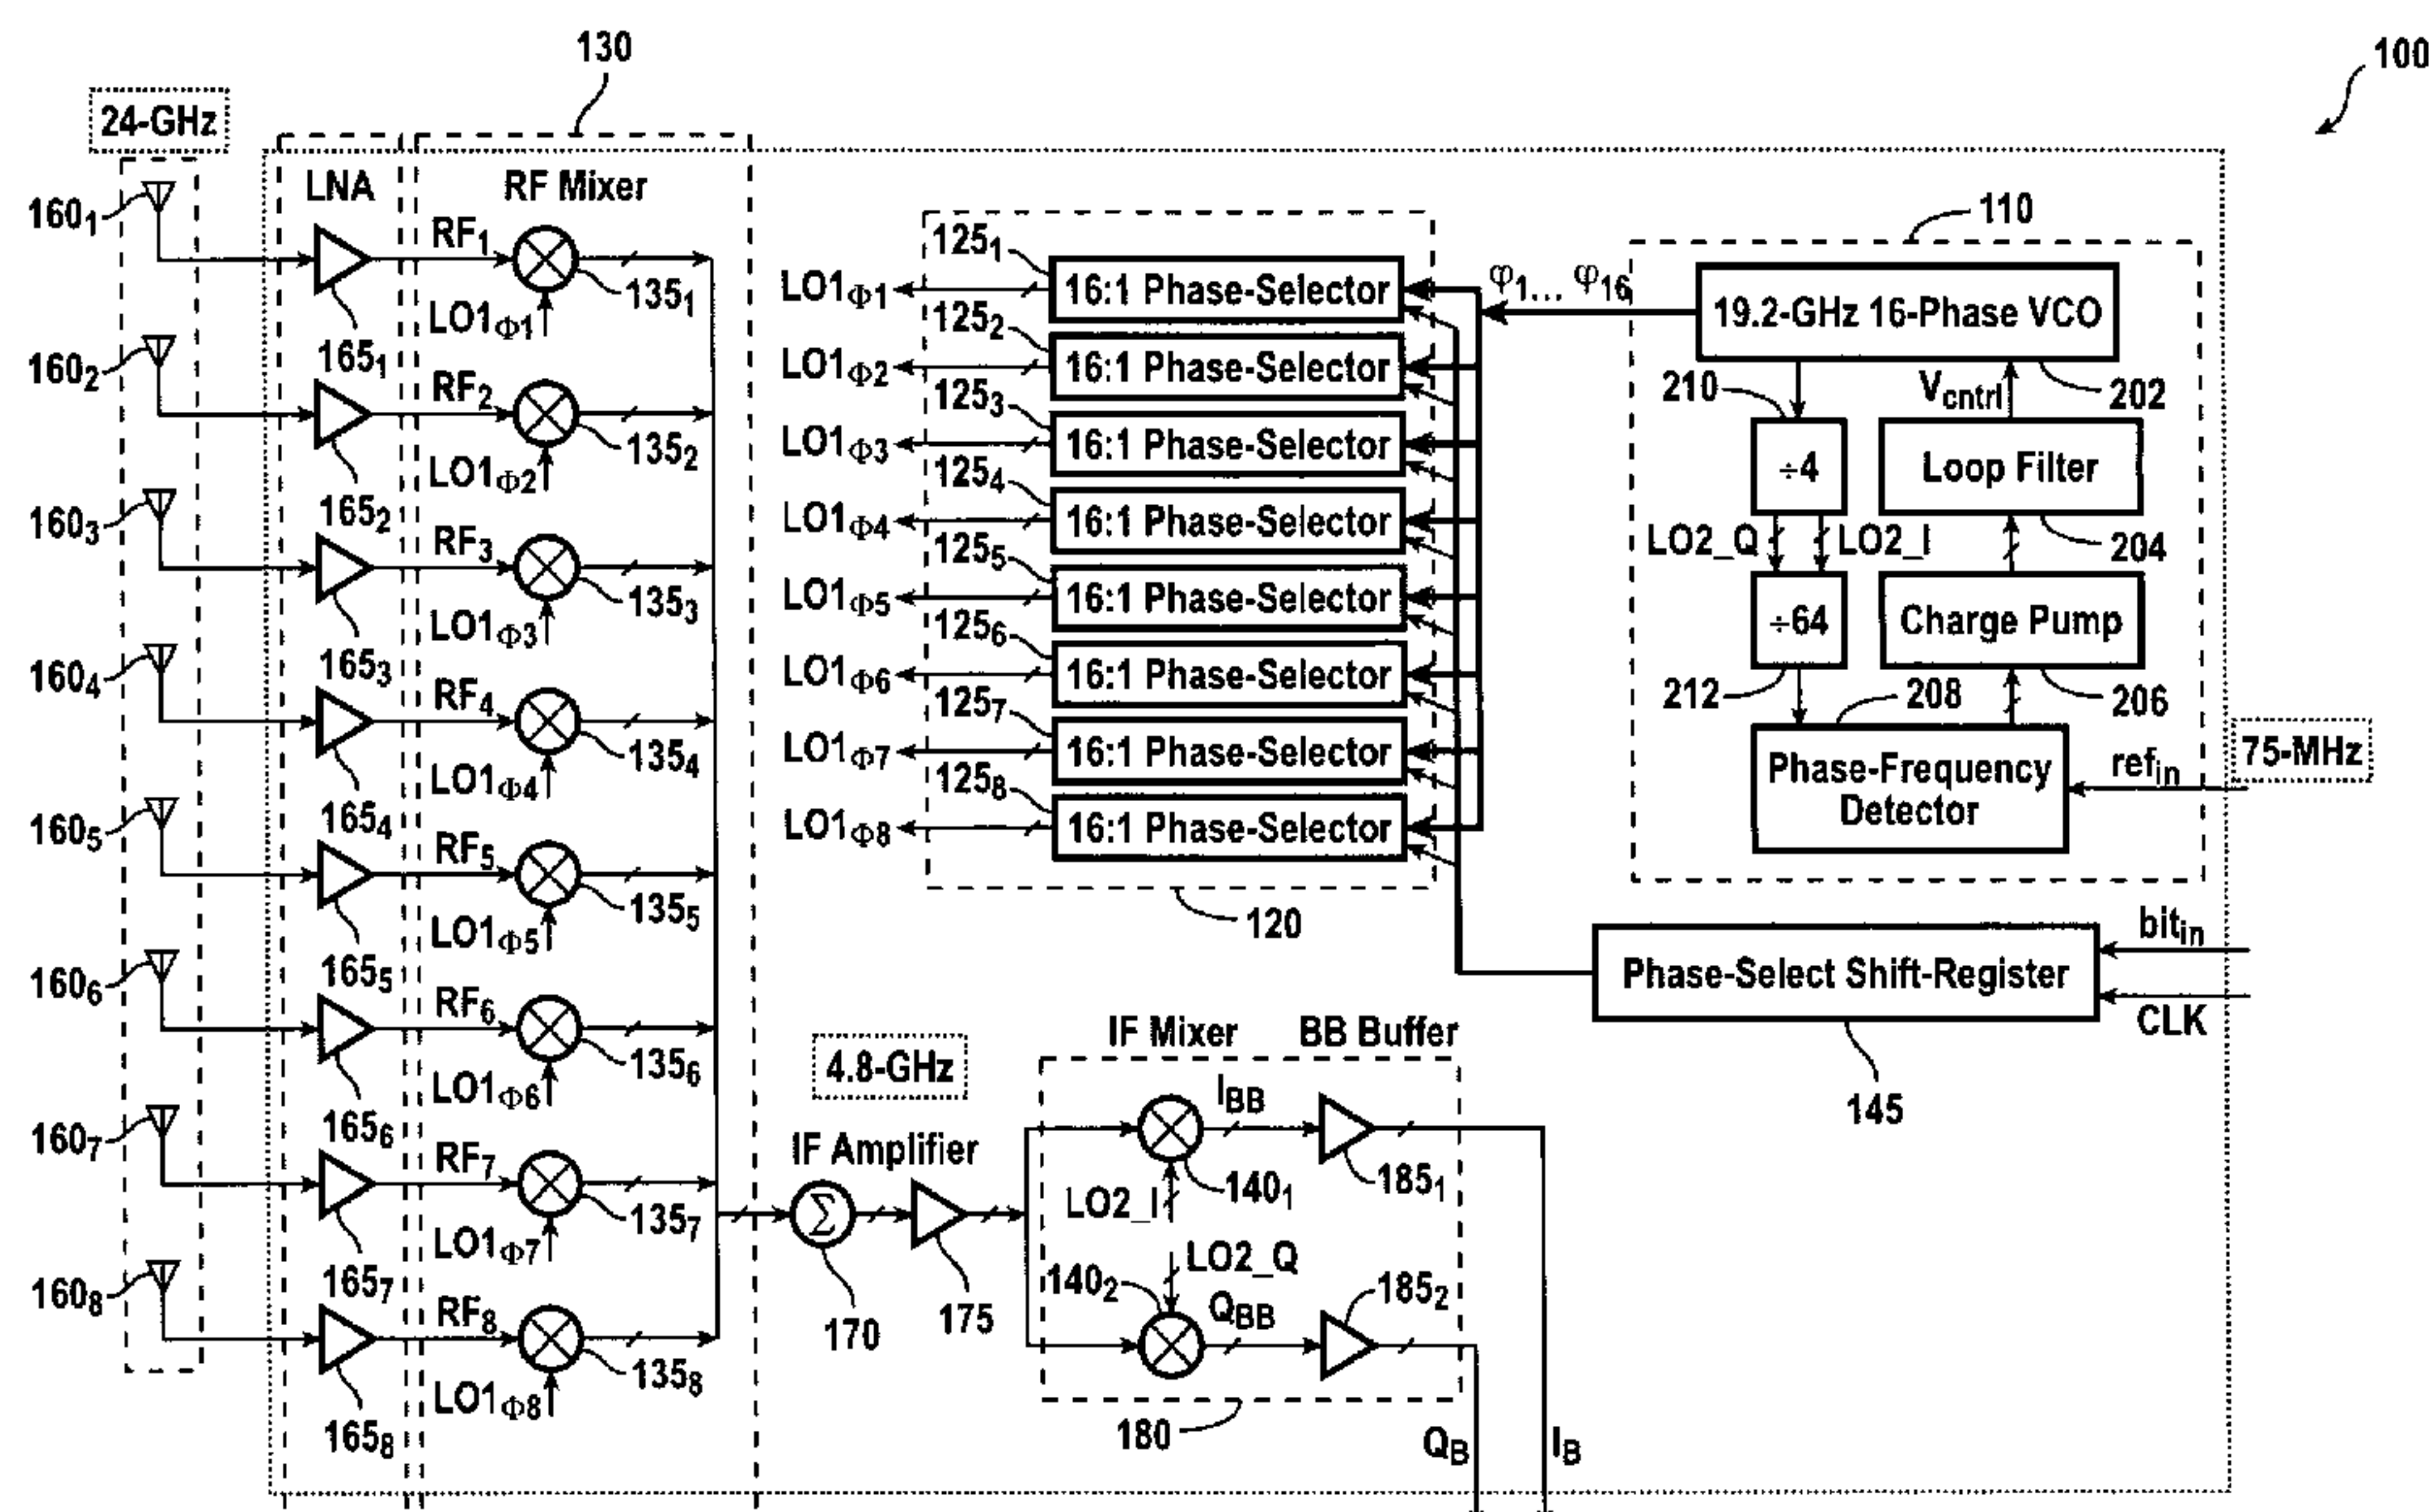 130
100
24-GHz
LNA
RF Mixer
160₁
RF₁
165₁
LO1Φ1
135₁
160₂
RF₂
165₂
LO1Φ2
135₂
160₃
RF₃
165₃
LO1Φ3
135₃
160₄
RF₄
165₄
LO1Φ4
135₄
160₅
RF₅
165₅
LO1Φ5
135₅
160₆
RF₆
165₆
LO1Φ6
135₆
160₇
RF₇
165₇
LO1Φ7
135₇
160₈
RF₈
165₈
LO1Φ8
135₈
125₁
LO1Φ1
16:1 Phase-Selector
125₂
LO1Φ2
16:1 Phase-Selector
125₃
LO1Φ3
16:1 Phase-Selector
125₄
LO1Φ4
16:1 Phase-Selector
125₅
LO1Φ5
16:1 Phase-Selector
125₆
LO1Φ6
16:1 Phase-Selector
125₇
LO1Φ7
16:1 Phase-Selector
125₈
LO1Φ8
16:1 Phase-Selector
120
φ₁... φ₁₆
110
19.2-GHz 16-Phase VCO
210
Vcntrl
202
÷4
Loop Filter
LO2_Q
LO2_I
204
÷64
Charge Pump
212
208
206
Phase-Frequency
Detector
refin
75-MHz
Phase-Select Shift-Register
bitin
CLK
145
4.8-GHz
IF Amplifier
Σ
170
175
IF Mixer
BB Buffer
IBB
LO2_I
140₁
185₁
LO2_Q
140₂
QBB
185₂
180
QB
IB